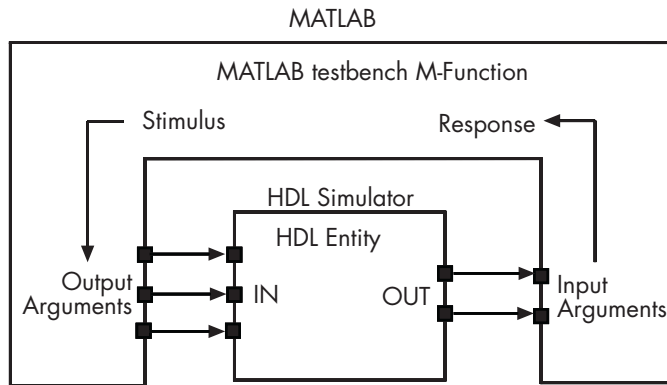 MATLAB
MATLAB testbench M-Function
Stimulus
Response
HDL Simulator
HDL Entity
Output
Arguments
IN
OUT
Input
Arguments